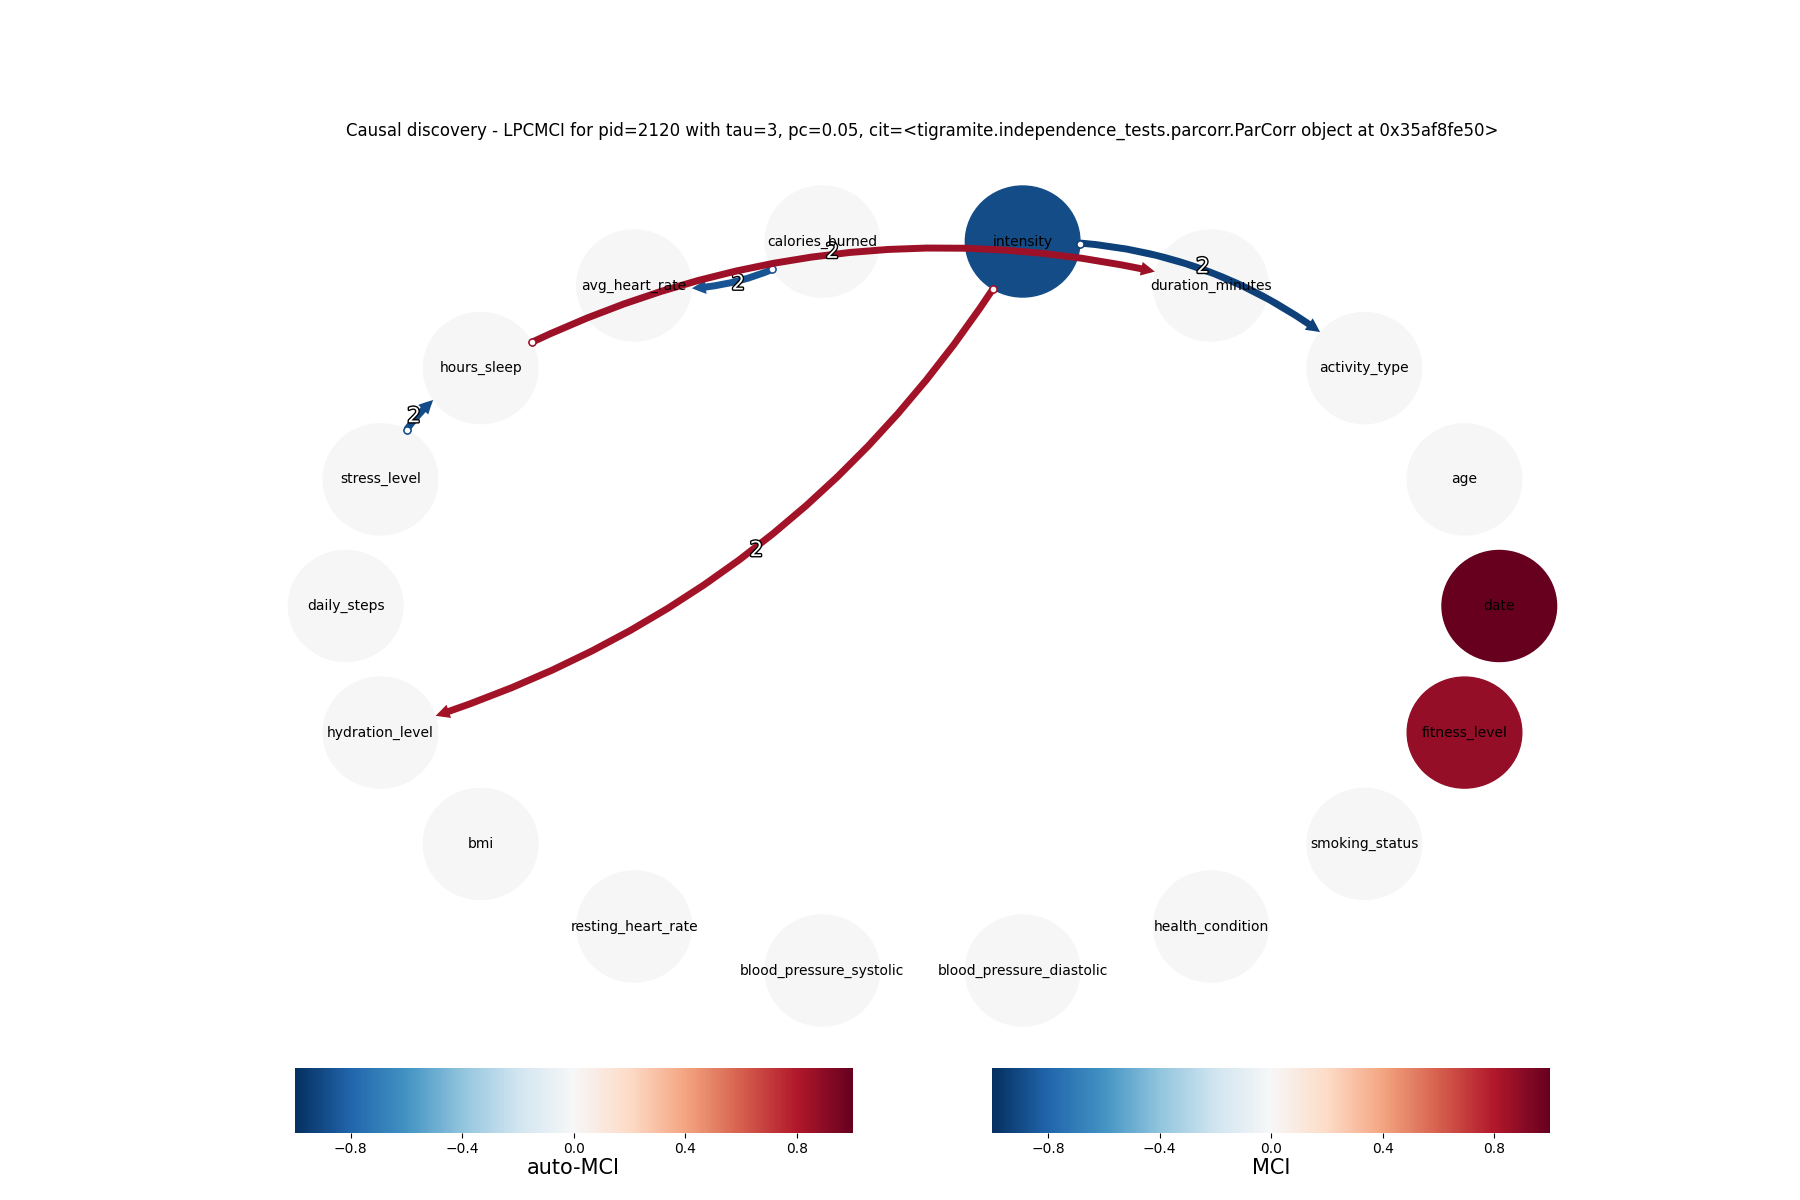 Causal discovery - LPCMCI for pid=2120 with tau=3, pc=0.05, cit=<tigramite.independence_tests.parcorr.ParCorr object at 0x35af8fe50>
calories_burned
intensity
2
2
2
avg_heart_rate
duration_minutes
hours_sleep
activity_type
2
stress_level
age
2
daily_steps
date
hydration_level
fitness_level
bmi
smoking_status
resting_heart_rate
health_condition
blood_pressure_systolic
blood_pressure_diastolic
−0.8 −0.4 0.0 0.4 0.8
auto-MCI
−0.8 −0.4 0.0 0.4 0.8
MCI